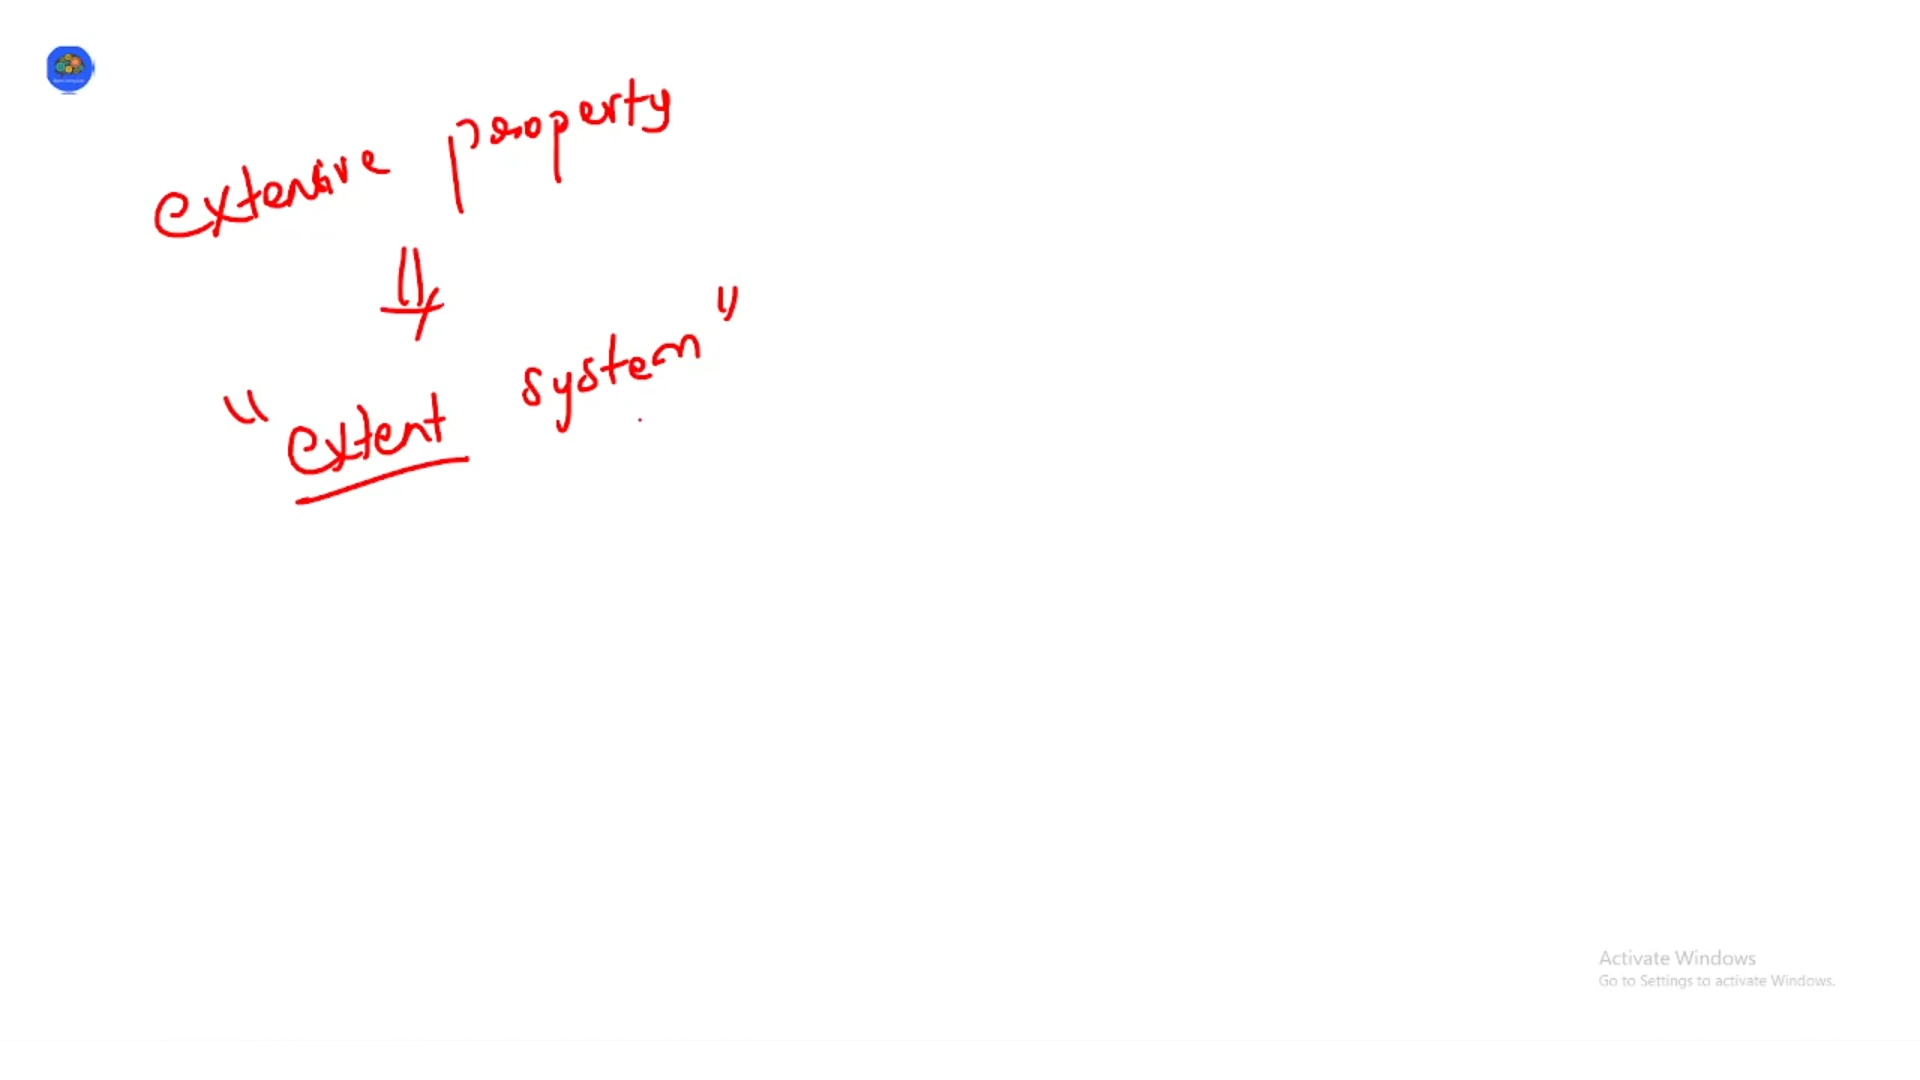 extensive property
"extent system"
Activate Windows
Go to Settings to activate Windows.